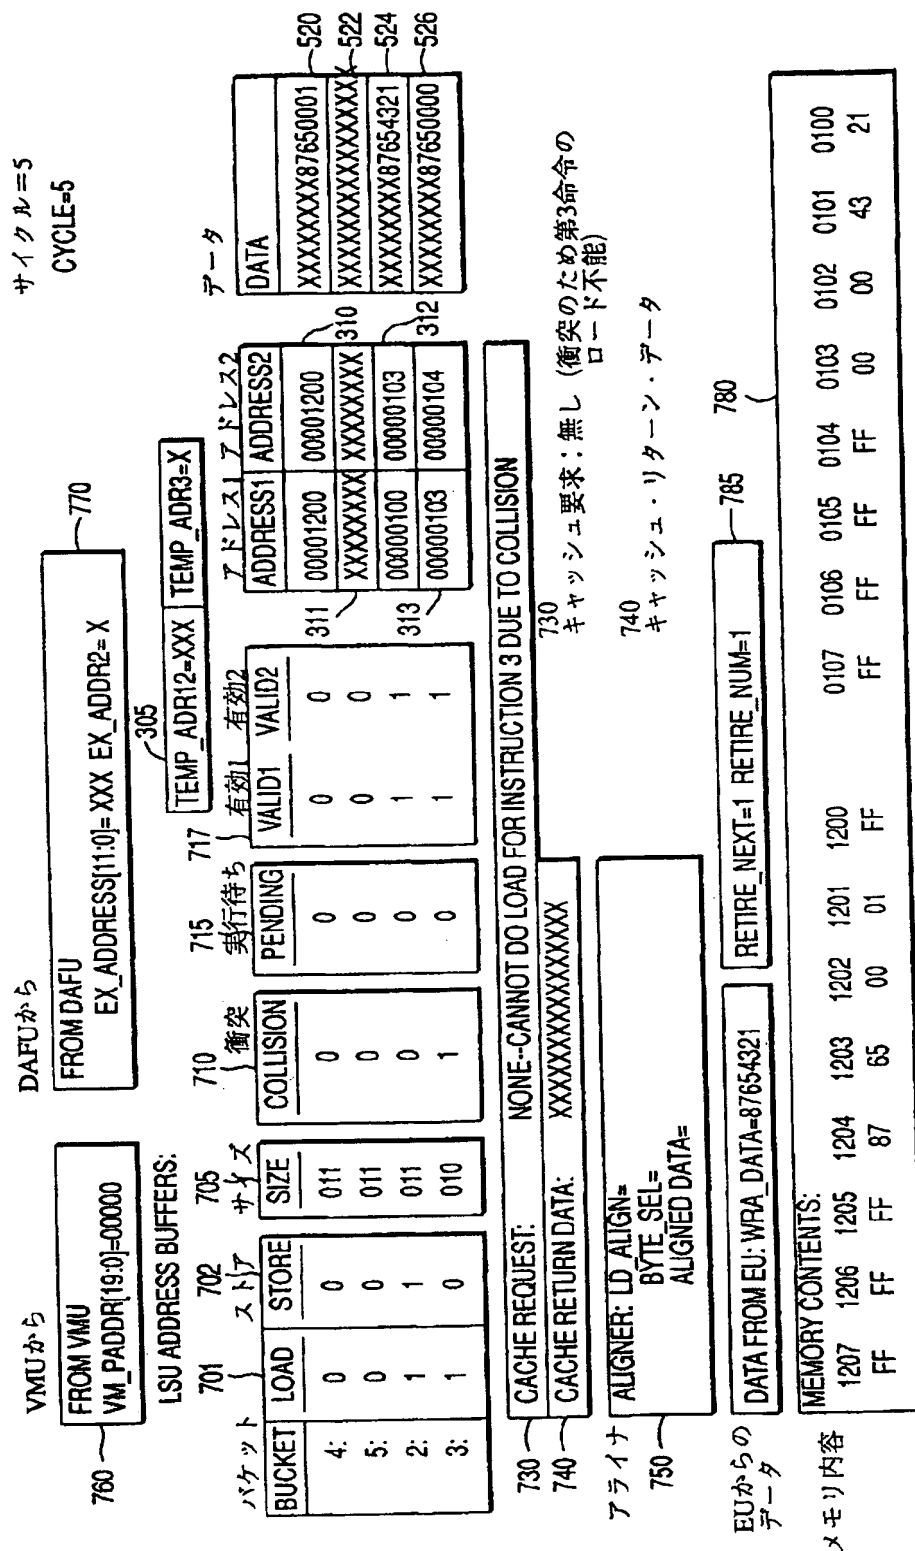 サイクル=5
CYCLE=5
VMUから
FROM VMU
VM_PADDR[19:0]=00000
760
DAFUから
FROM DAFU
EX_ADDRESS[11:0]= XXX EX_ADDR2= X
770
305
TEMP_ADR12=XXX TEMP_ADR3=X
LSU ADDRESS BUFFERS:
701 702 705 710 715 717
バケット ストア サイズ 衝突 実行待ち 有効1 有効2 アドレス1 アドレス2 データ
BUCKET LOAD STORE SIZE COLLISION PENDING VALID1 VALID2 ADDRESS1 ADDRESS2 DATA
4: 0 0 011 0 0 0 0 00001200 00001200 XXXXXXXX87650001
5: 0 0 011 0 0 0 0 XXXXXXXX XXXXXXXX XXXXXXXXXXXXXXXX
2: 1 1 011 0 0 1 1 00000100 00000103 XXXXXXXX87654321
3: 1 0 010 1 0 1 1 00000103 00000104 XXXXXXXX87650000
311 313 310 312
520 522 524 526
730 CACHE REQUEST: NONE--CANNOT DO LOAD FOR INSTRUCTION 3 DUE TO COLLISION
740 CACHE RETURN DATA: XXXXXXXXXXXXXXXX
730
キャッシュ要求:無し (衝突のため第3命令の
ロード不能)
740
キャッシュ・リターン・データ
アライナ
750
ALIGNER: LD_ALIGN=
BYTE_SEL=
ALIGNED DATA=
EUからの
データ
DATA FROM EU: WRA_DATA=87654321
RETIRE_NEXT=1 RETIRE_NUM=1
785
780
メモリ内容
MEMORY CONTENTS:
1207 1206 1205 1204 1203 1202 1201 1200 0107 0106 0105 0104 0103 0102 0101 0100
FF FF FF 87 65 00 01 FF FF FF FF FF 00 00 43 21